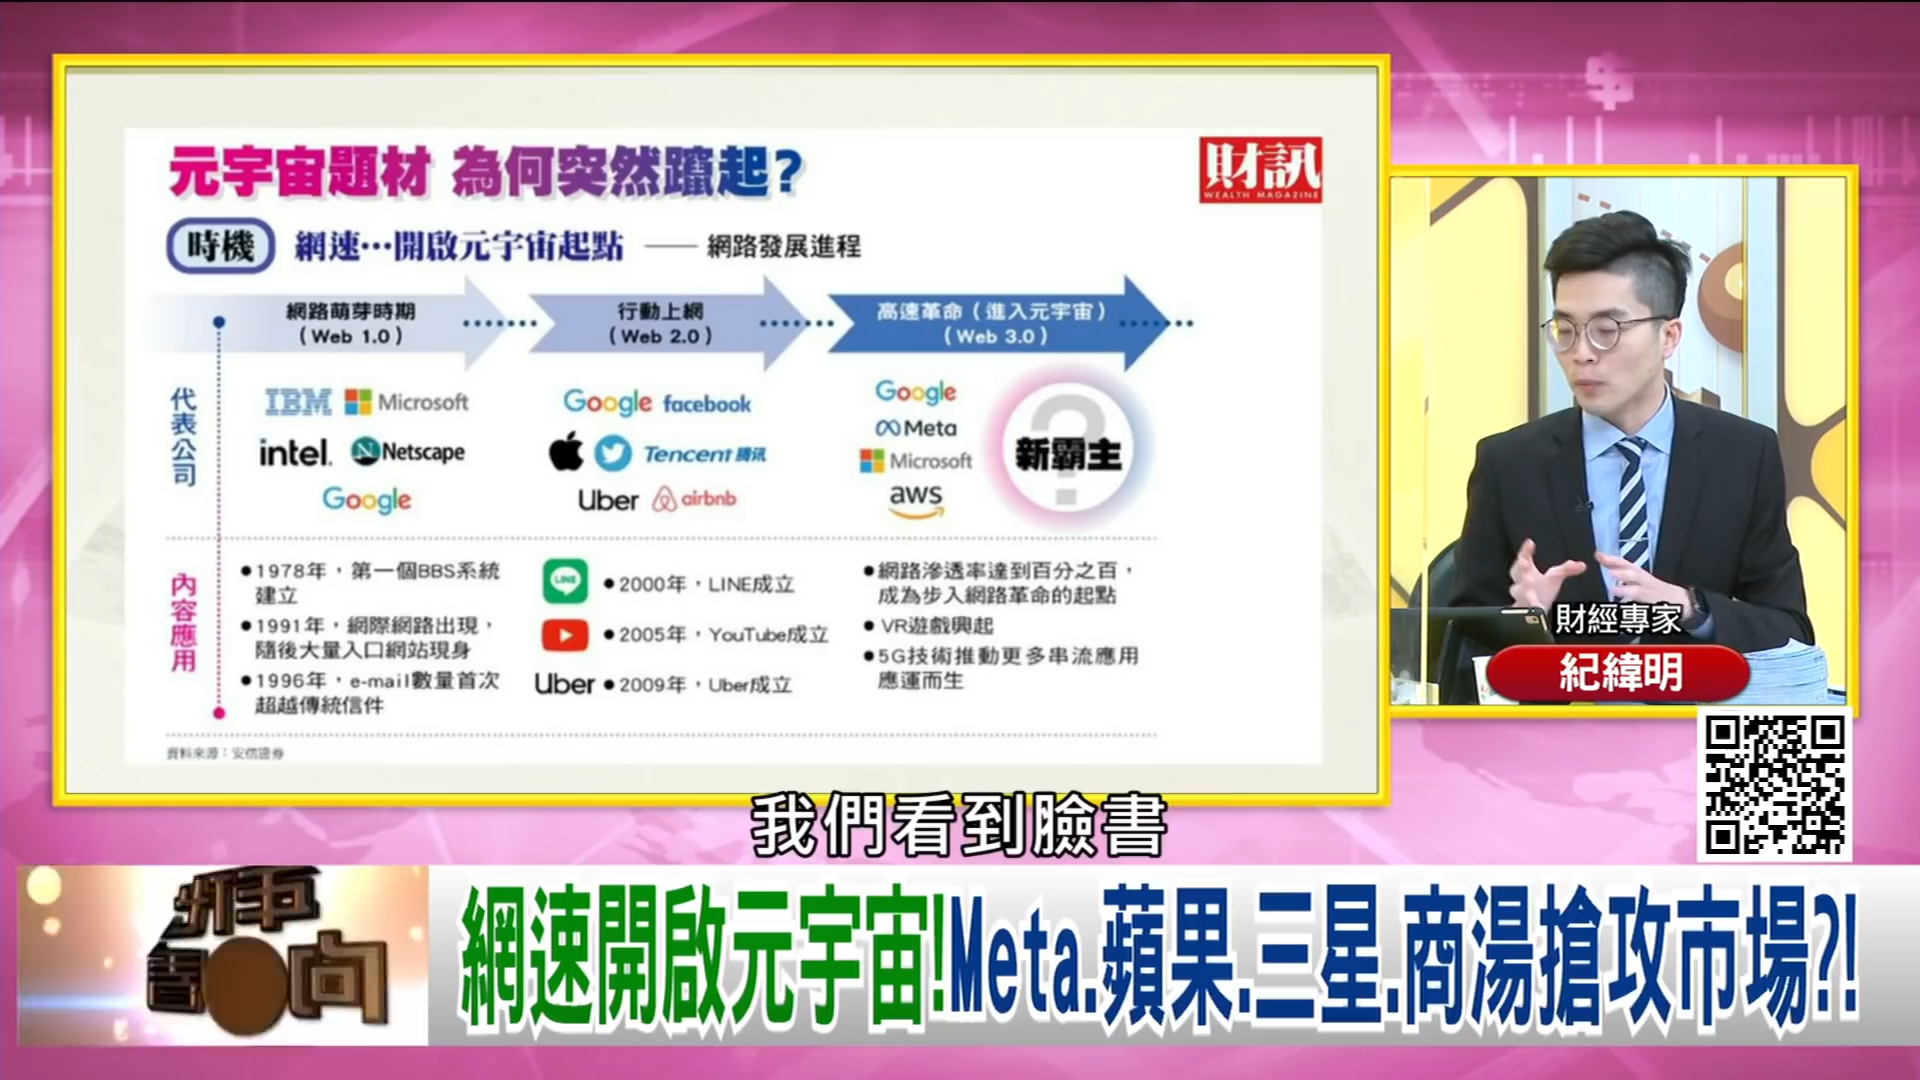 元宇宙題材 為何突然躥起?
財訊
WEALTH MAGAZINE
時機 網速…開啟元宇宙起點 —— 網路發展進程
網路萌芽時期
(Web 1.0)
行動上網
(Web 2.0)
高速革命(進入元宇宙)
(Web 3.0)
代表公司
IBM Microsoft
intel. Netscape
Google
Google facebook
Tencent 腾讯
Uber airbnb
Google
Meta
Microsoft
aws
?
新霸主
內容應用
●1978年,第一個BBS系統
建立
●1991年,網際網路出現,
隨後大量入口網站現身
●1996年,e-mail數量首次
超越傳統信件
LINE ●2000年,LINE成立
●2005年,YouTube成立
Uber ●2009年,Uber成立
●網路滲透率達到百分之百,
成為步入網路革命的起點
●VR遊戲興起
●5G技術推動更多串流應用
應運而生
資料來源:安信證券
財經專家
紀緯明
我們看到臉書
網速開啟元宇宙!Meta.蘋果.三星.商湯搶攻市場?!